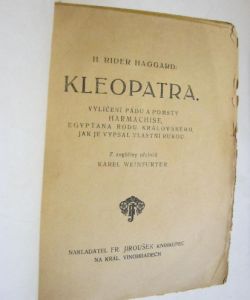 H. RIDER HAGGARD:
KLEOPATRA.
VYLÍČENÍ PÁDU A POMSTY
HARMACHISE,
EGYPŤANA RODU KRÁLOVSKÉHO,
JAK JE VYPSAL VLASTNÍ RUKOU.
Z angličiny přeložil
KAREL WEINFURTER.
NAKLADATEL FR. JIROUŠEK KNIHKUPEC
NA KRÁL. VINOHRADECH